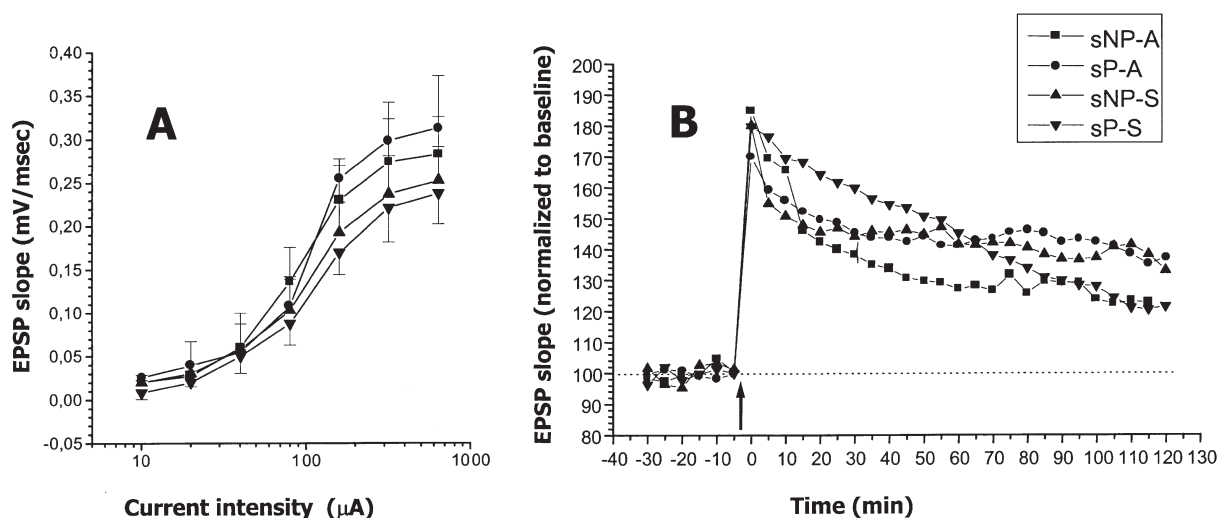 A
EPSP slope (mV/msec)
0,40
0,35
0,30
0,25
0,20
0,15
0,10
0,05
0,00
-0,05
10 100 1000
Current intensity (μA)
B
sNP-A
sP-A
sNP-S
sP-S
EPSP slope (normalized to baseline)
200
190
180
170
160
150
140
130
120
110
100
90
80
-40 -30 -20 -10 0 10 20 30 40 50 60 70 80 90 100 110 120 130
Time (min)